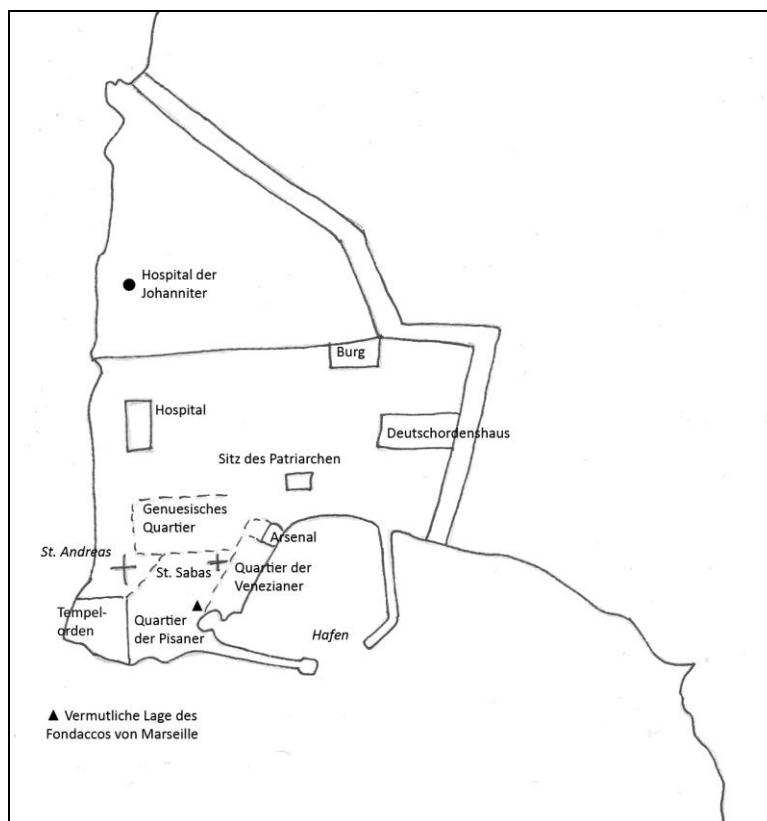 Hospital der
Johanniter
Burg
Hospital
Deutschordenshaus
Sitz des Patriarchen
Genuesisches
Quartier
Arsenal
St. Andreas
St. Sabas
Quartier der
Venezianer
Tempel-
orden
Quartier
der Pisaner
Hafen
▲ Vermutliche Lage des
Fondaccos von Marseille